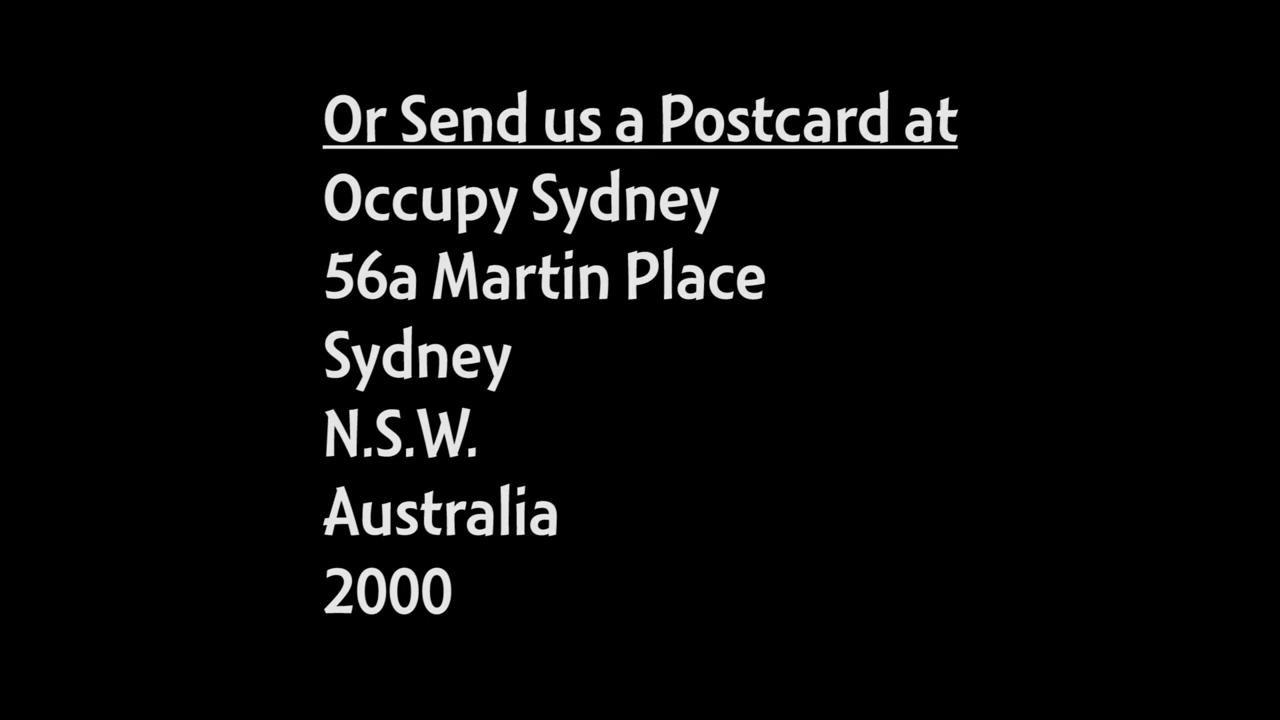 Or Send us a Postcard at
Occupy Sydney
56a Martin Place
Sydney
N.S.W.
Australia
2000